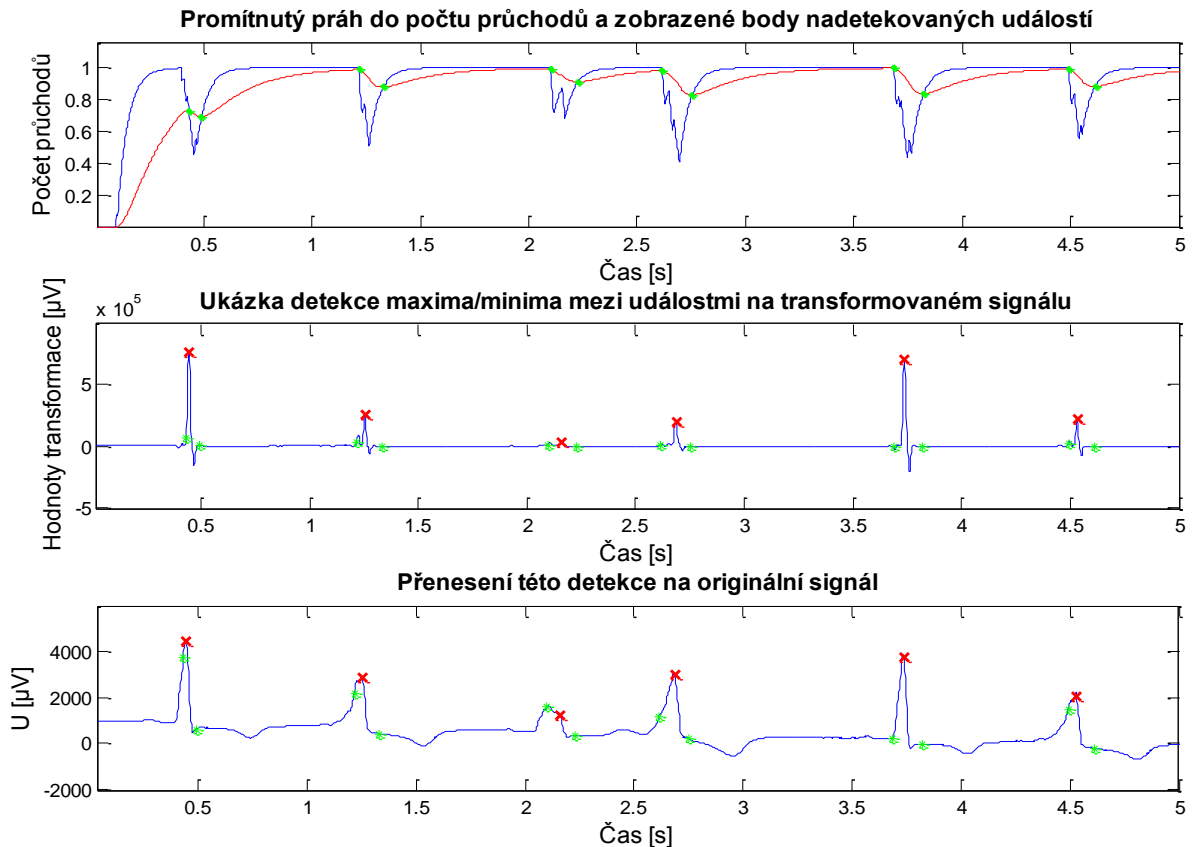 Promítnutý práh do počtu průchodů a zobrazené body nadetekovaných událostí
Počet průchodů
1
0.8
0.6
0.4
0.2
0.5 1 1.5 2 2.5 3 3.5 4 4.5 5
Čas [s]
Ukázka detekce maxima/minima mezi událostmi na transformovaném signálu
x 10^5
Hodnoty transformace [µV]
5
0
-5
0.5 1 1.5 2 2.5 3 3.5 4 4.5 5
Čas [s]
Přenesení této detekce na originální signál
U [µV]
4000
2000
0
-2000
0.5 1 1.5 2 2.5 3 3.5 4 4.5 5
Čas [s]